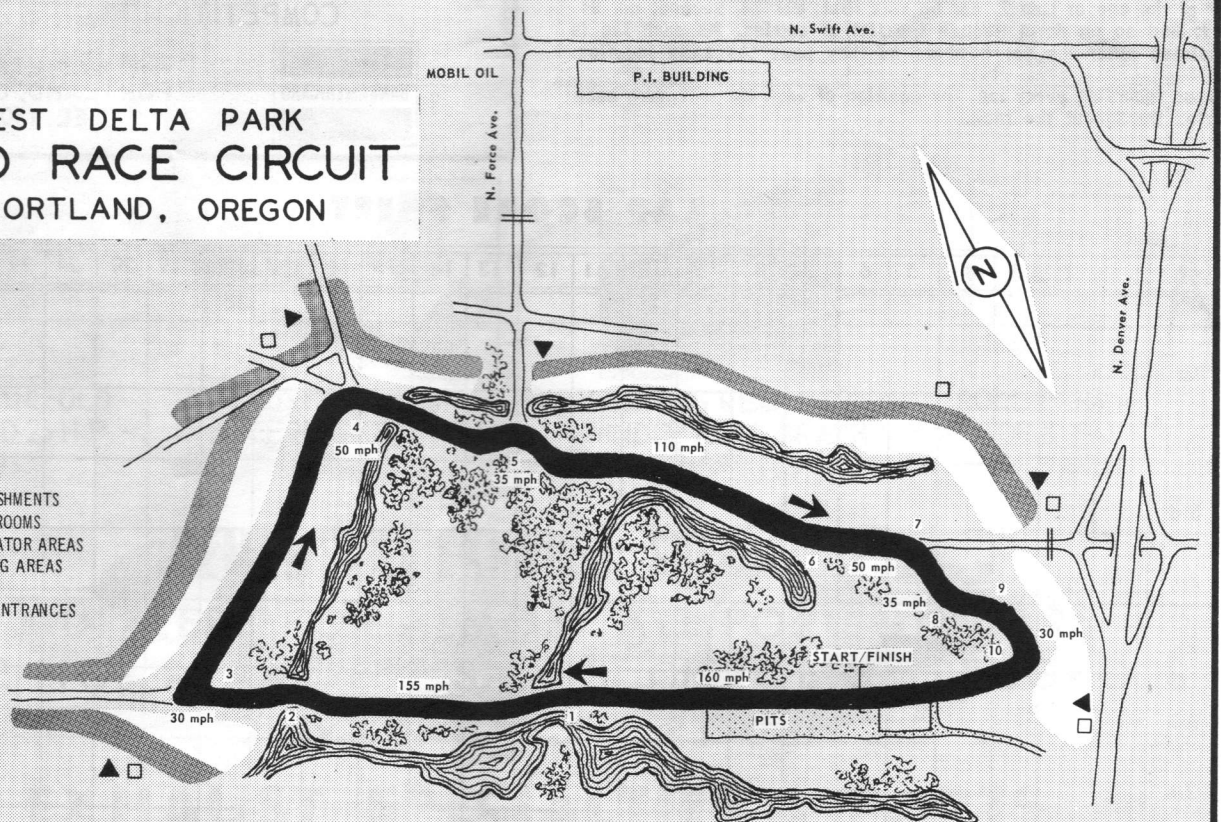 N. Swift Ave.
MOBIL OIL
P.I. BUILDING
EST DELTA PARK
RACE CIRCUIT
ORTLAND, OREGON
N. Force Ave.
N
N. Denver Ave.
4
50 mph
5
35 mph
110 mph
7
6
50 mph
35 mph
9
8
10
30 mph
SHMENTS
ROOMS
ATOR AREAS
G AREAS
NTRANCES
START/FINISH
3
155 mph
160 mph
30 mph
2
1
PITS